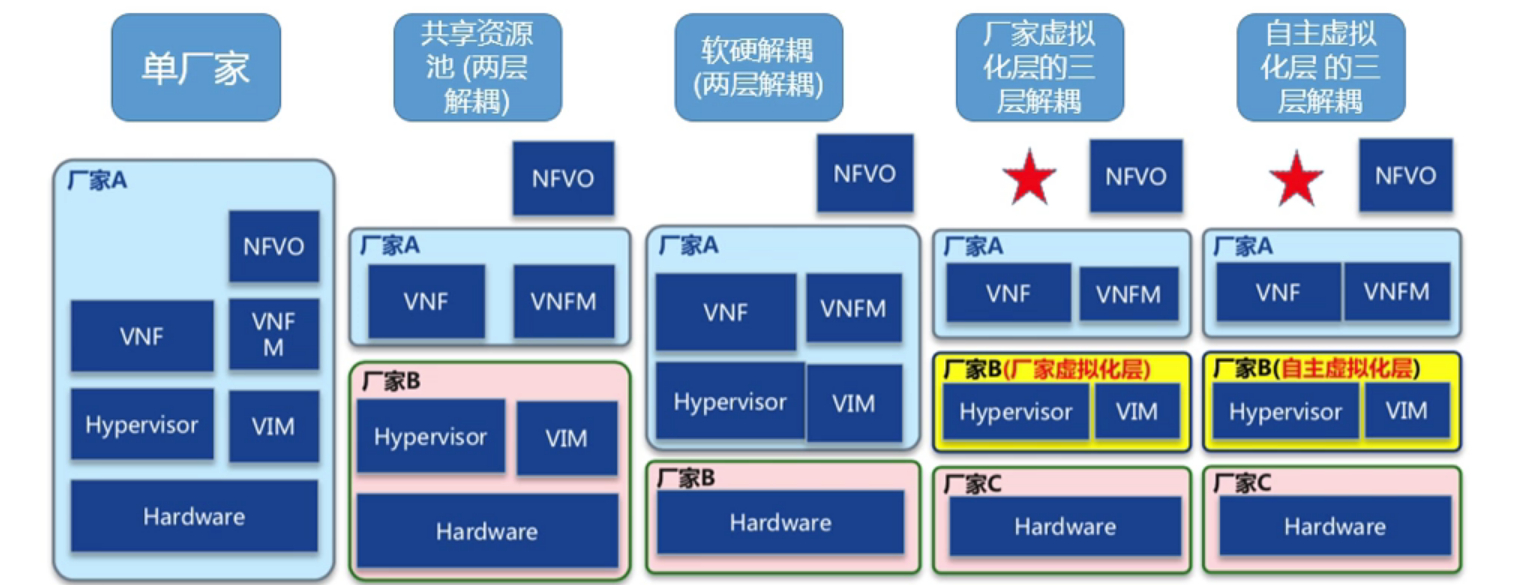 单厂家
共享资源
池 (两层
解耦)
软硬解耦
(两层解耦)
厂家虚拟
化层的三
层解耦
自主虚拟
化层 的三
层解耦
厂家A
NFVO
VNF
VNF
M
Hypervisor
VIM
Hardware
NFVO
厂家A
VNF
VNFM
厂家B
Hypervisor
VIM
Hardware
NFVO
厂家A
VNF
VNFM
Hypervisor
VIM
厂家B
Hardware
NFVO
厂家A
VNF
VNFM
厂家B(厂家虚拟化层)
Hypervisor
VIM
厂家C
Hardware
NFVO
厂家A
VNF
VNFM
厂家B(自主虚拟化层)
Hypervisor
VIM
厂家C
Hardware